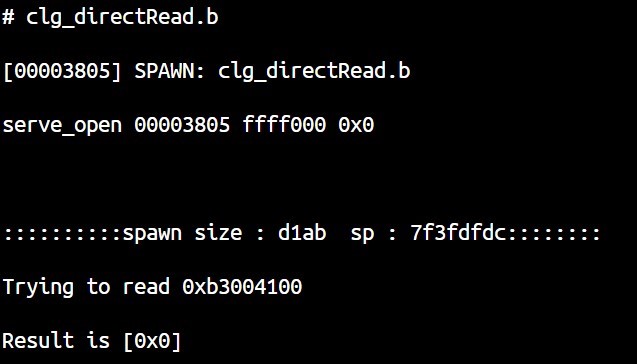 # clg_directRead.b
[00003805] SPAWN: clg_directRead.b
serve_open 00003805 ffff000 0x0
::::::::::spawn size : d1ab  sp : 7f3fdfdc::::::::
Trying to read 0xb3004100
Result is [0x0]